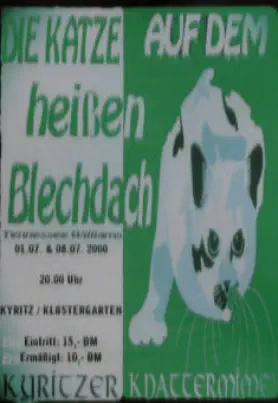 DIE KATZE AUF DEM
heißen
Blechdach
Tennessee Williams
01.07. & 08.07. 2000
20.00 Uhr
KYRITZ / KLOSTERGARTEN
Eintritt: 15,- DM
Ermäßigt: 10,- DM
KYRITZER KNATTERMIMEN